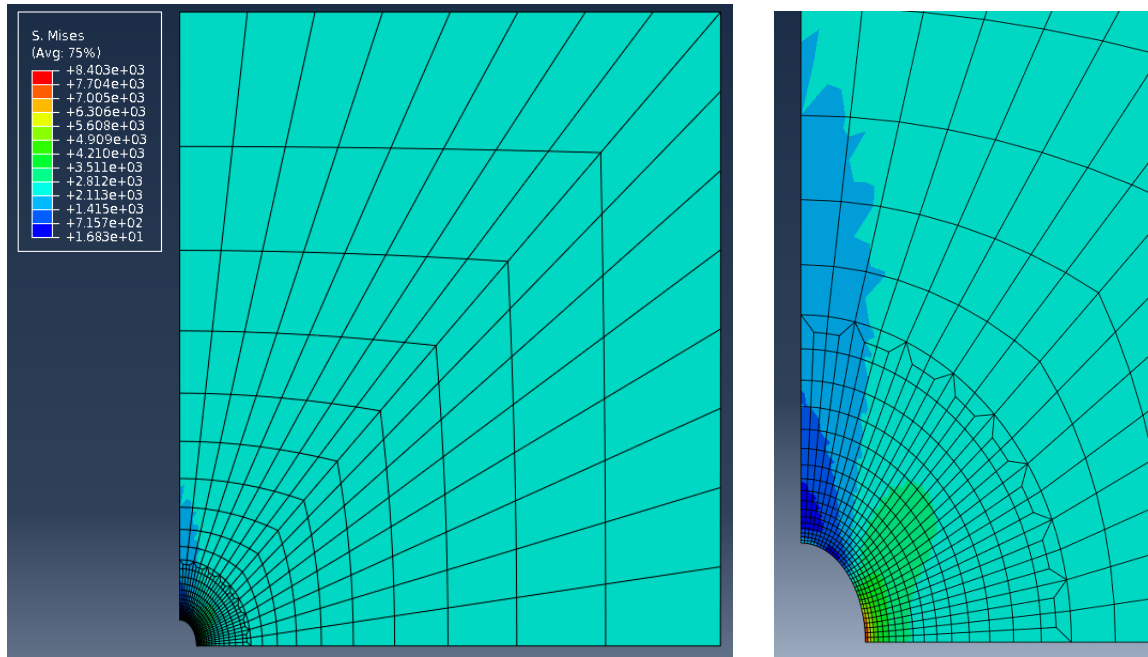 S, Mises
(Avg: 75%)
+8.403e+03
+7.704e+03
+7.005e+03
+6.306e+03
+5.608e+03
+4.909e+03
+4.210e+03
+3.511e+03
+2.812e+03
+2.113e+03
+1.415e+03
+7.157e+02
+1.683e+01